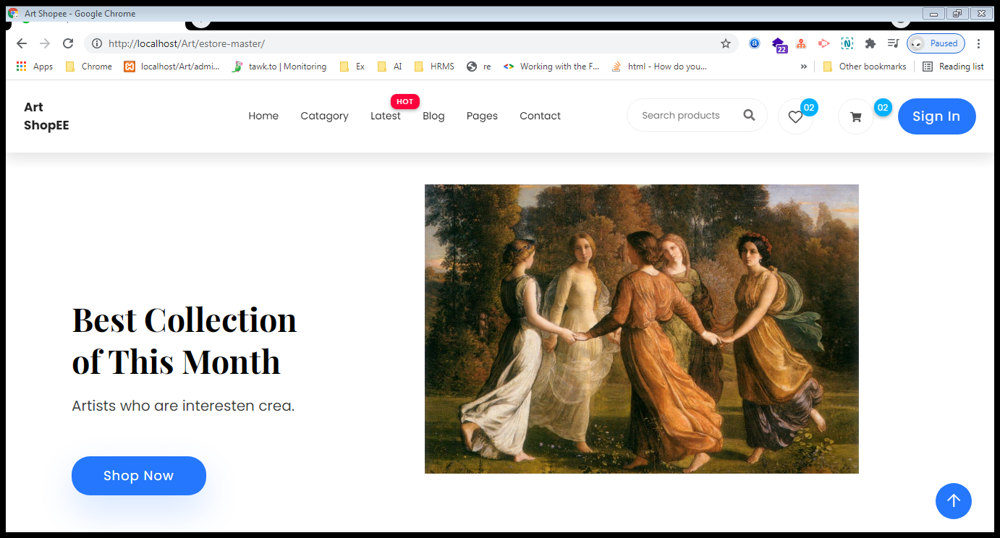 Art Shopee - Google Chrome
http://localhost/Art/estore-master/
22
Paused
Apps Chrome localhost/Art/admi... tawk.to | Monitoring Ex AI HRMS re Working with the F... html - How do you... » Other bookmarks Reading list
Art
ShopEE
Home Catagory Latest HOT Blog Pages Contact Search products 02 02 Sign In
Best Collection
of This Month
Artists who are interesten crea.
Shop Now